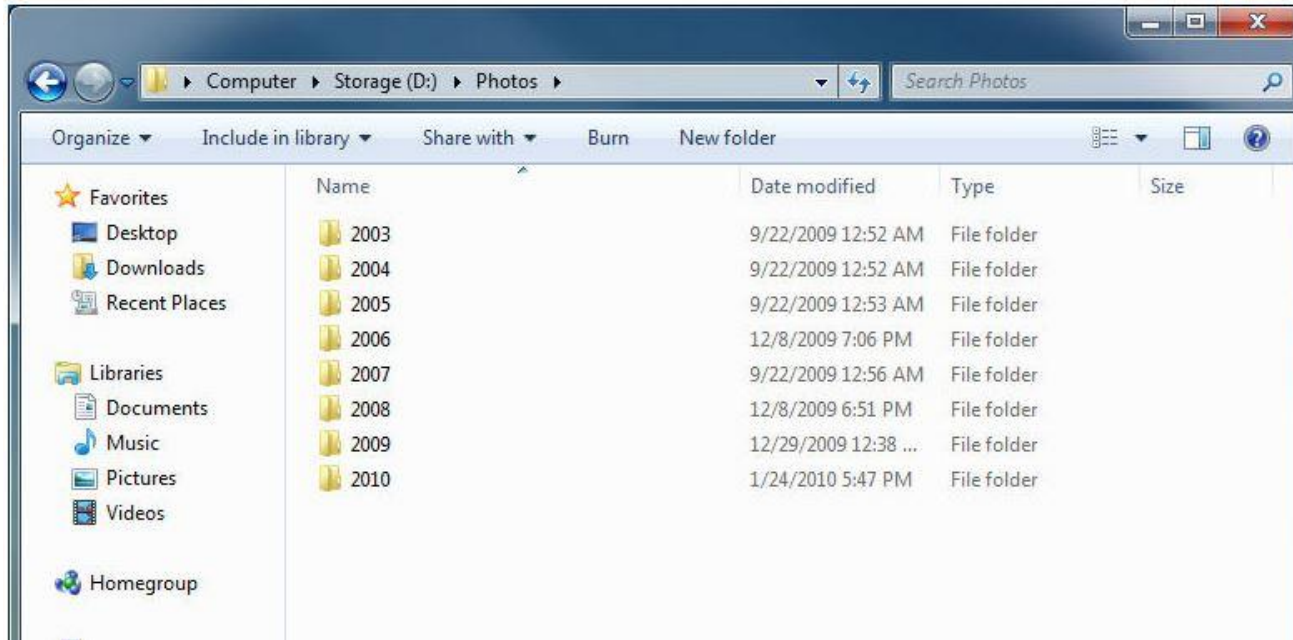 Computer ▸ Storage (D:) ▸ Photos ▸ Search Photos
Organize Include in library Share with Burn New folder
Favorites
Desktop
Downloads
Recent Places
Libraries
Documents
Music
Pictures
Videos
Homegroup
Name Date modified Type Size
2003 9/22/2009 12:52 AM File folder
2004 9/22/2009 12:52 AM File folder
2005 9/22/2009 12:53 AM File folder
2006 12/8/2009 7:06 PM File folder
2007 9/22/2009 12:56 AM File folder
2008 12/8/2009 6:51 PM File folder
2009 12/29/2009 12:38 ... File folder
2010 1/24/2010 5:47 PM File folder